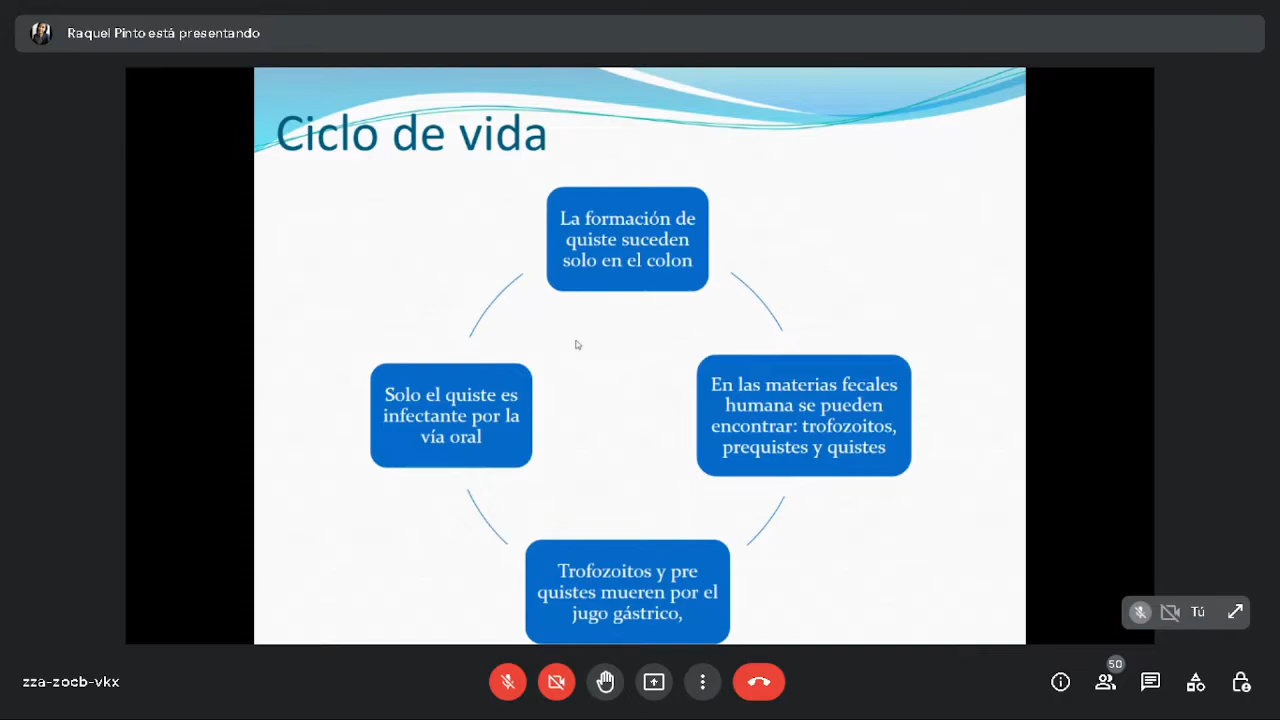 Raquel Pinto está presentando
Ciclo de vida
La formación de
quiste suceden
solo en el colon
Solo el quiste es
infectante por la
vía oral
En las materias fecales
humana se pueden
encontrar: trofozoitos,
prequistes y quistes
Trofozoitos y pre
quistes mueren por el
jugo gástrico,
Tú
zza-zocb-vkx
50